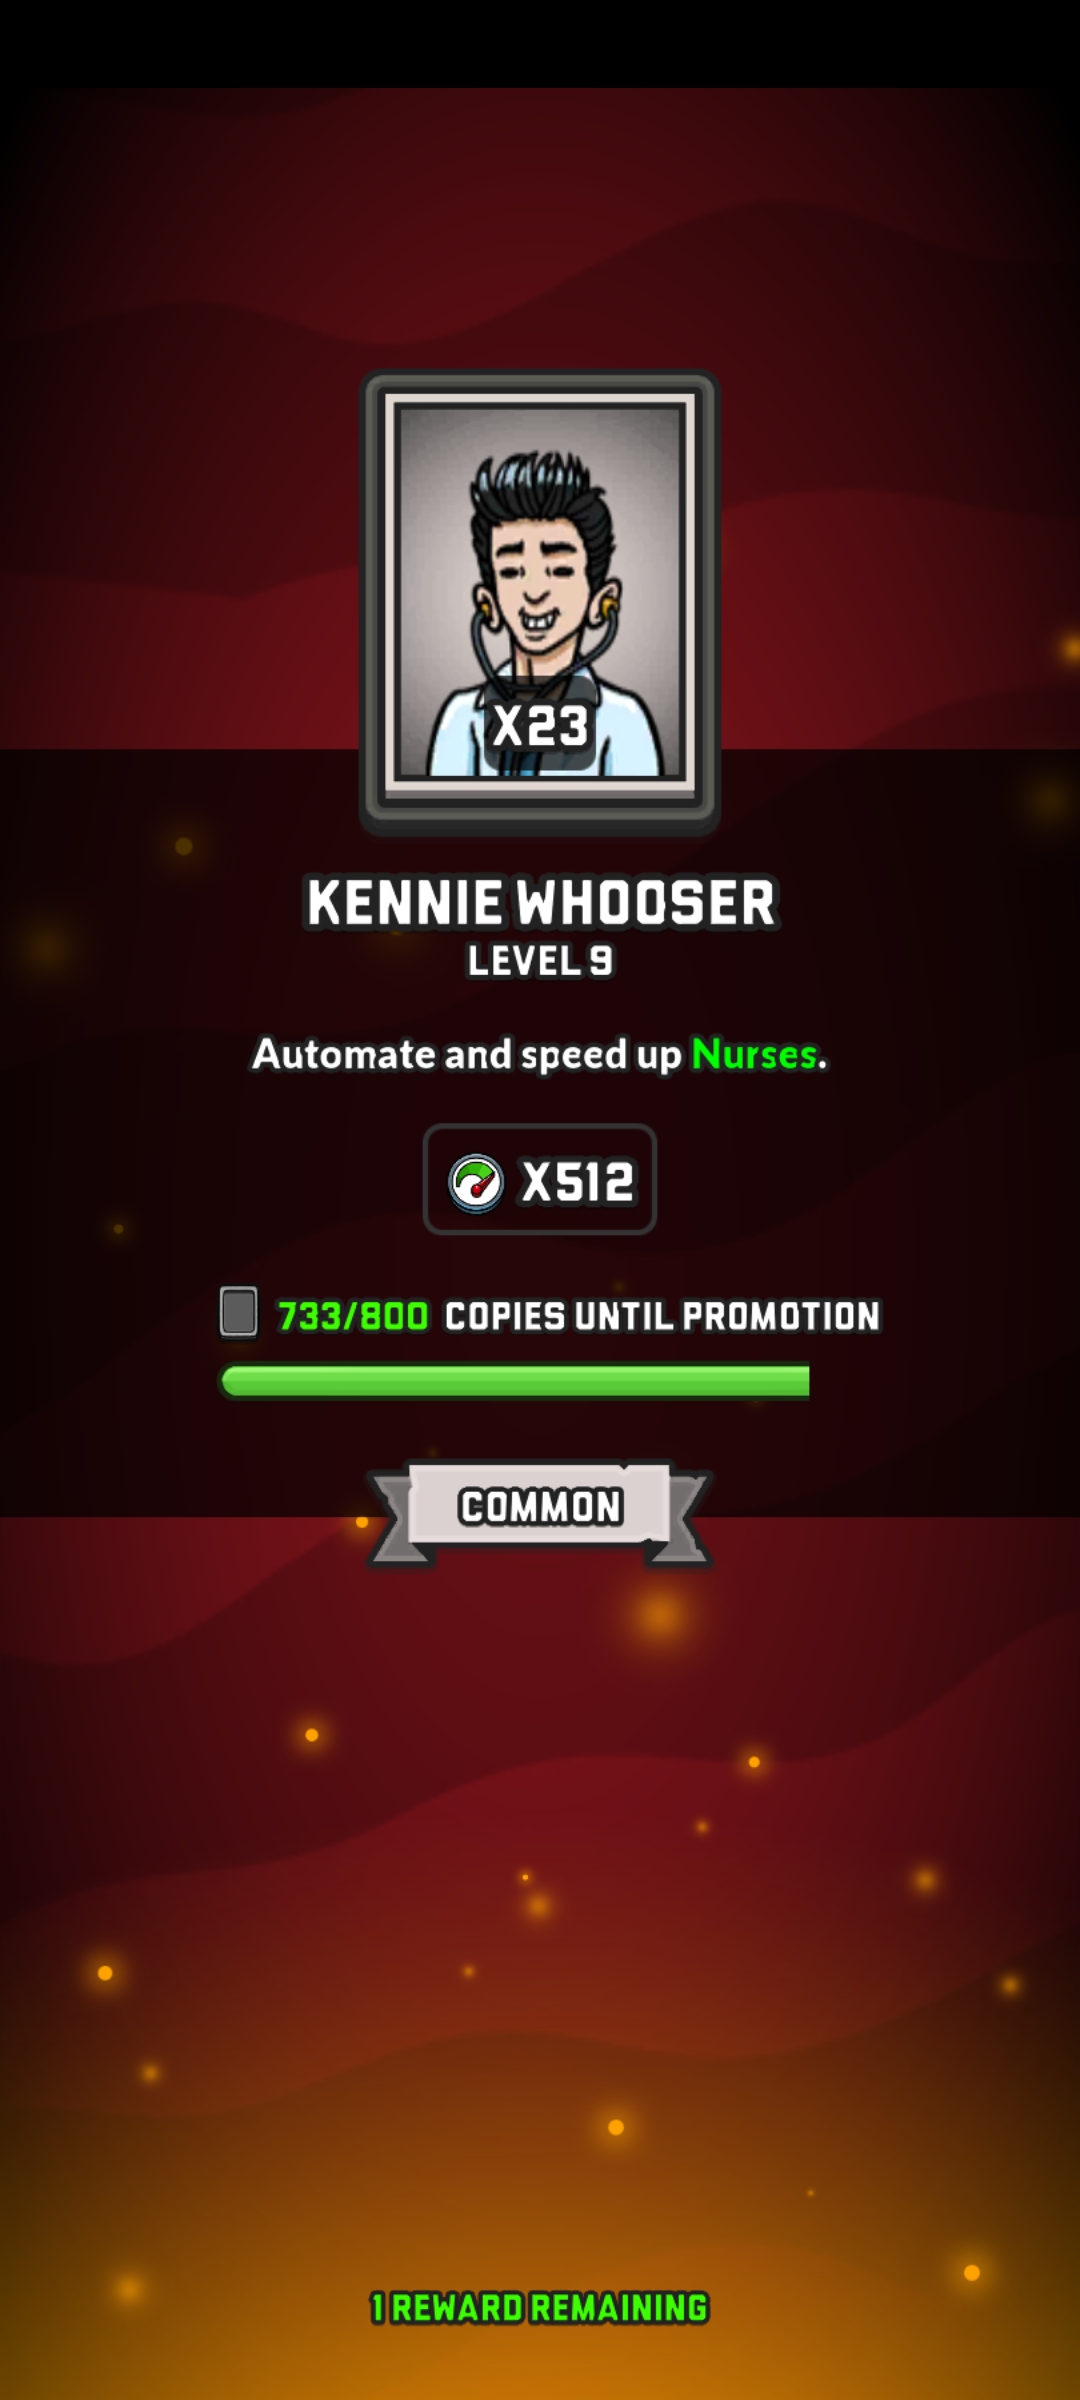 X23
KENNIE WHOOSER
LEVEL 9
Automate and speed up Nurses.
X512
733/800 COPIES UNTIL PROMOTION
COMMON
1 REWARD REMAINING